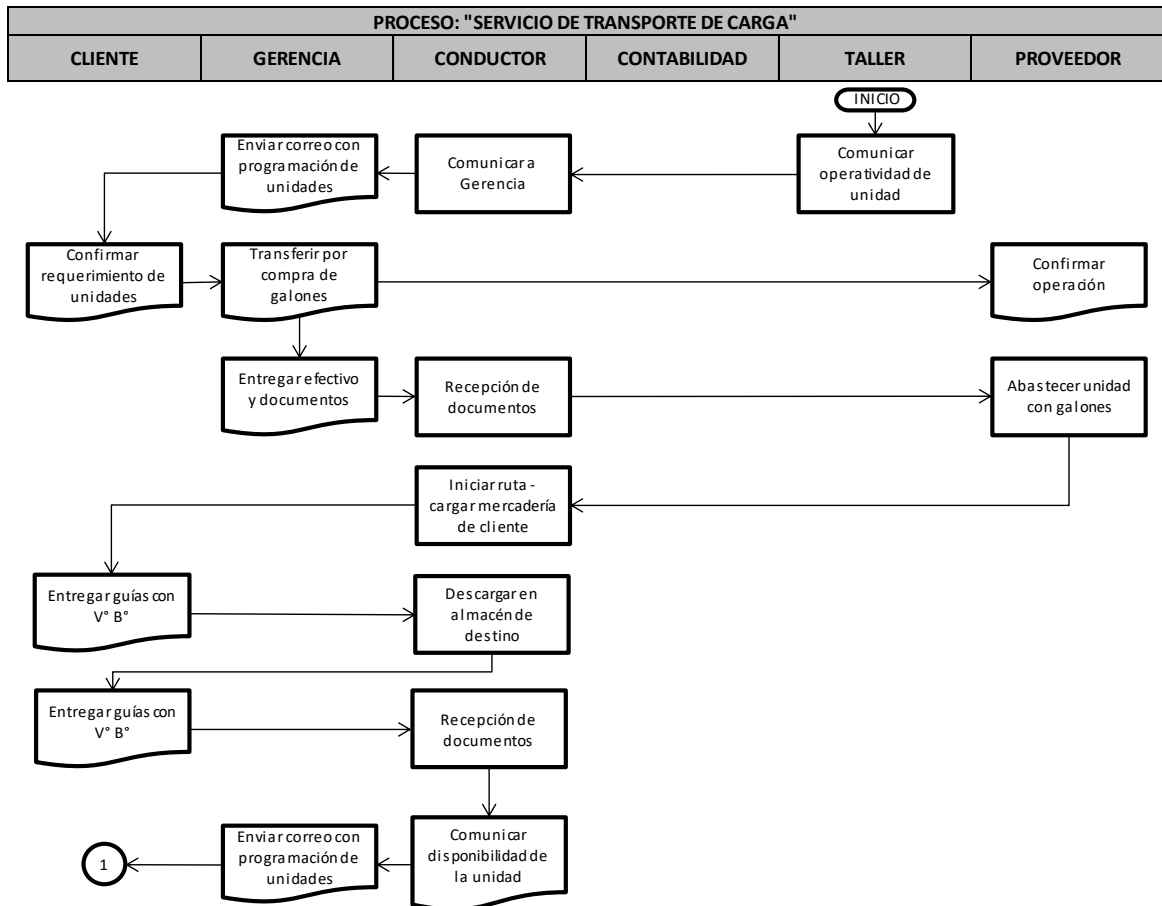 PROCESO: "SERVICIO DE TRANSPORTE DE CARGA"
CLIENTE GERENCIA CONDUCTOR CONTABILIDAD TALLER PROVEEDOR
INICIO
Enviar correo con
programación de
unidades
Comunicar a
Gerencia
Comunicar
operatividad de
unidad
Confirmar
requerimiento de
unidades
Transferir por
compra de
galones
Confirmar
operación
Entregar efectivo
y documentos
Recepción de
documentos
Abastecer unidad
con galones
Iniciar ruta -
cargar mercadería
de cliente
Entregar guías con
V° B°
Descargar en
almacén de
destino
Entregar guías con
V° B°
Recepción de
documentos
1
Enviar correo con
programación de
unidades
Comunicar
disponibilidad de
la unidad